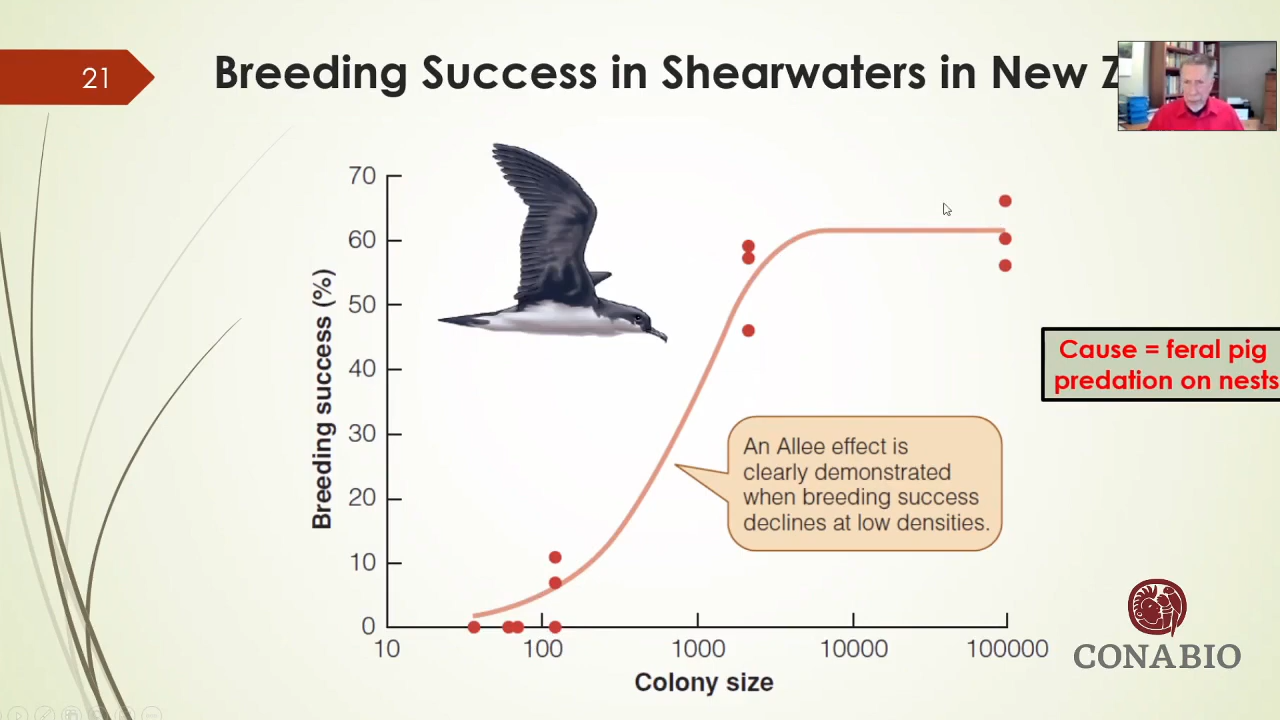 21
Breeding Success in Shearwaters in New Z
70
60
50
40
30
20
10
0
Breeding success (%)
10
100
1000
10000
100000
Colony size
An Allee effect is
clearly demonstrated
when breeding success
declines at low densities.
Cause = feral pig
predation on nests
CONABIO